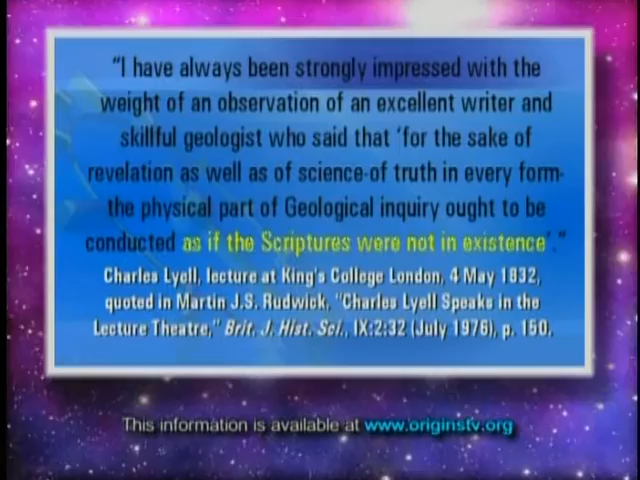 “I have always been strongly impressed with the
weight of an observation of an excellent writer and
skillful geologist who said that ‘for the sake of
revelation as well as of science-of truth in every form-
the physical part of Geological inquiry ought to be
conducted as if the Scriptures were not in existence’.”
Charles Lyell, lecture at King's College London, 4 May 1832,
quoted in Martin J.S. Rudwick, “Charles Lyell Speaks in the
Lecture Theatre,” Brit. J. Hist. Sci., IX:2:32 (July 1976), p. 150.
This information is available at www.originstv.org